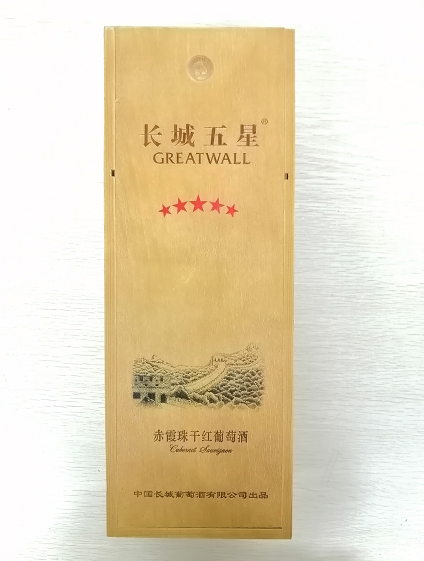 长城五星®
GREATWALL
赤霞珠干红葡萄酒
Cabernet Sauvignon
中国长城葡萄酒有限公司出品